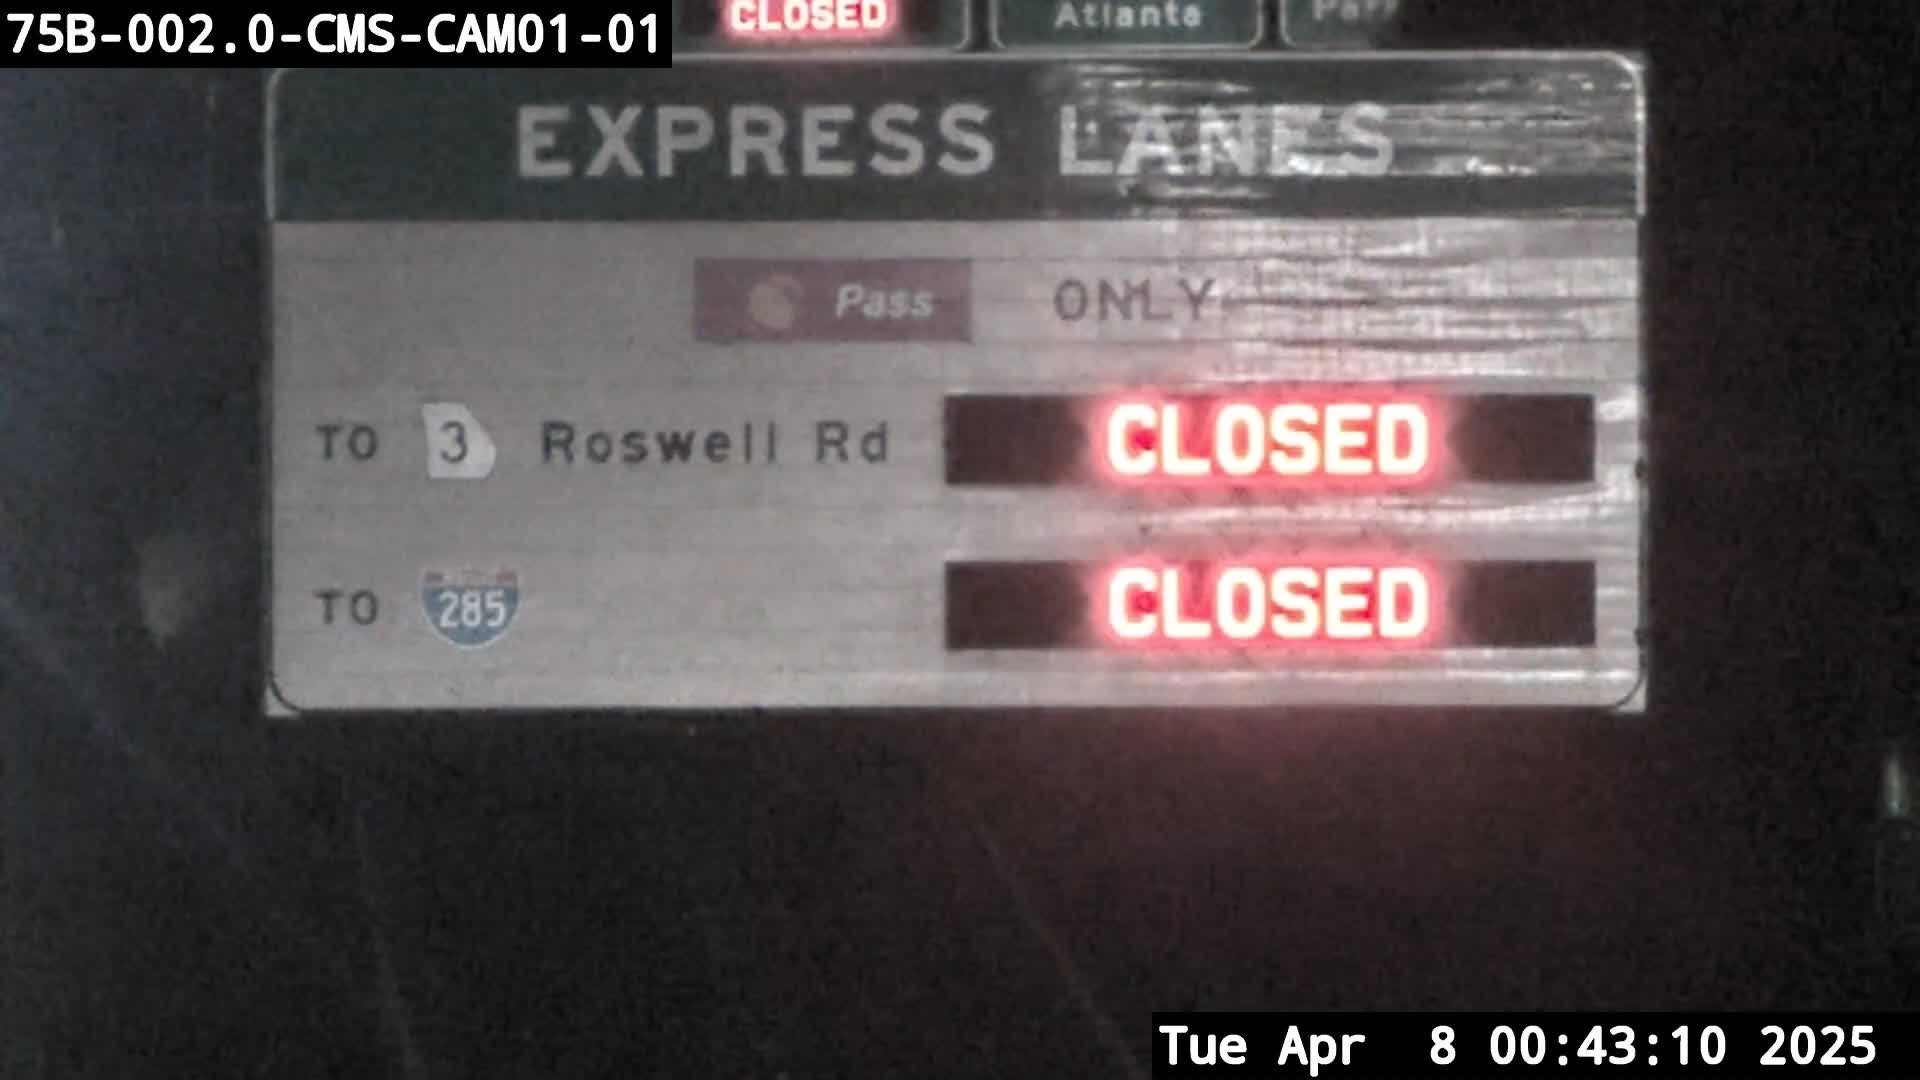 75B-002.0-CMS-CAM01-01
CLOSED
Atlanta
EXPRESS LANES
Pass ONLY
TO 3 Roswell Rd CLOSED
TO 285 CLOSED
Tue Apr 8 00:43:10 2025